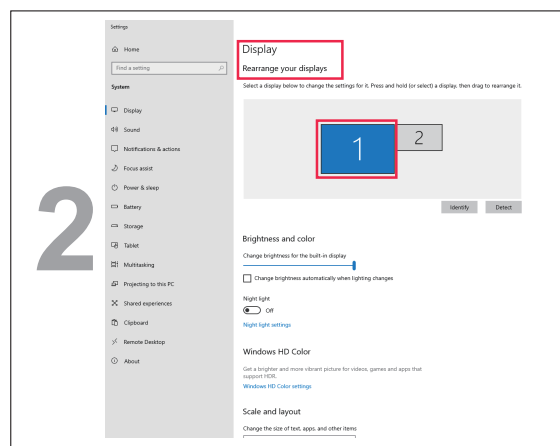 2
Settings
Home
Find a setting
System
Display
Sound
Notifications & actions
Focus assist
Power & sleep
Battery
Storage
Tablet
Multitasking
Projecting to this PC
Shared experiences
Clipboard
Remote Desktop
About
Display
Rearrange your displays
Select a display below to change the settings for it. Press and hold (or select) a display, then drag to rearrange it.
1
2
Identify Detect
Brightness and color
Change brightness for the built-in display
Change brightness automatically when lighting changes
Night light
Off
Night light settings
Windows HD Color
Get a brighter and more vibrant picture for videos, games and apps that
support HDR.
Windows HD Color settings
Scale and layout
Change the size of text, apps, and other items